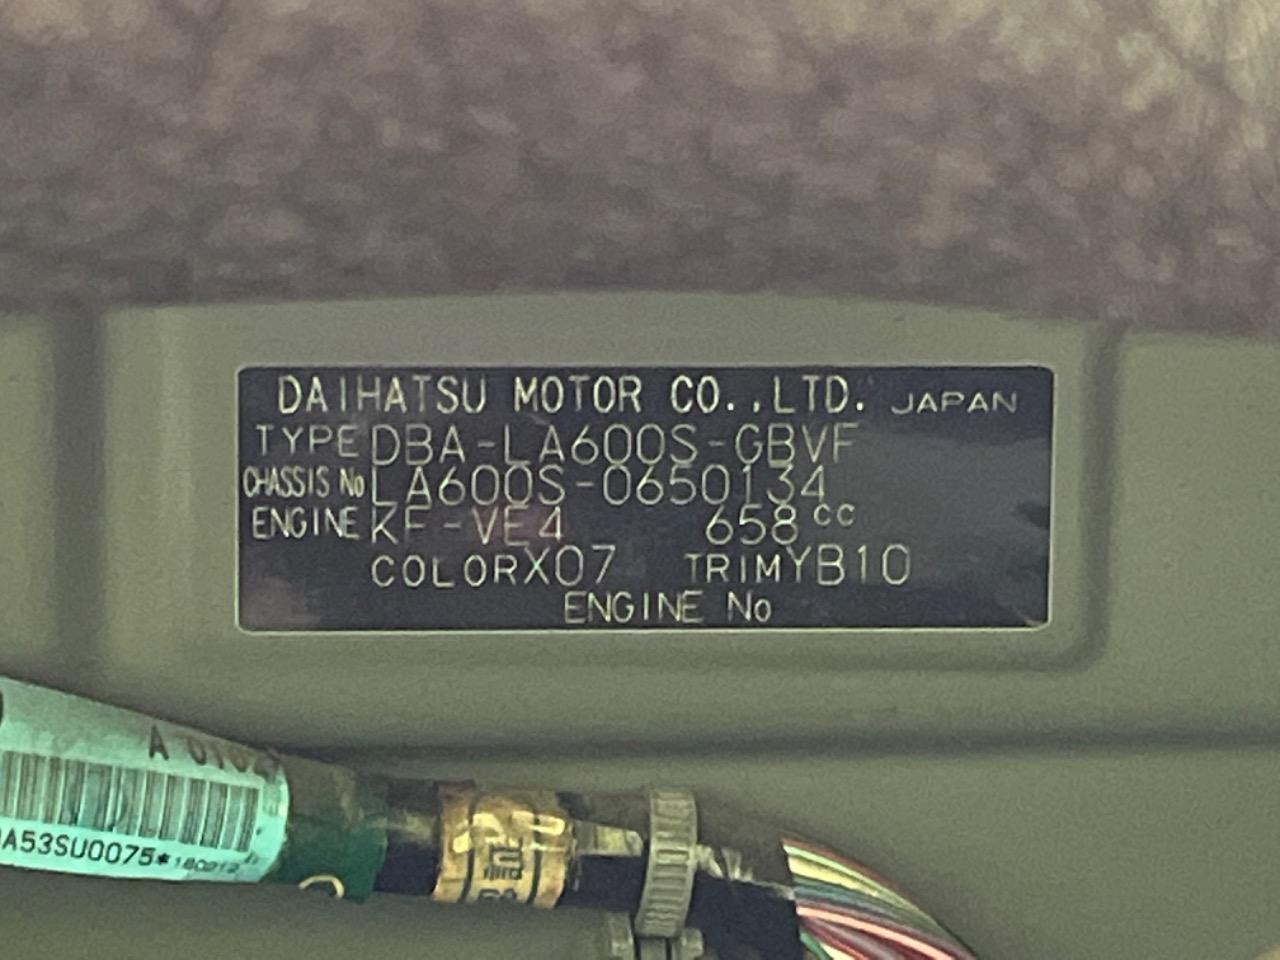 DAIHATSU MOTOR CO.,LTD. JAPAN
TYPE DBA-LA600S-GBVF
CHASSIS No LA600S-0650134
ENGINE KF-VE4 658 cc
COLOR X07 TRIM YB10
ENGINE No
A53SU0075*